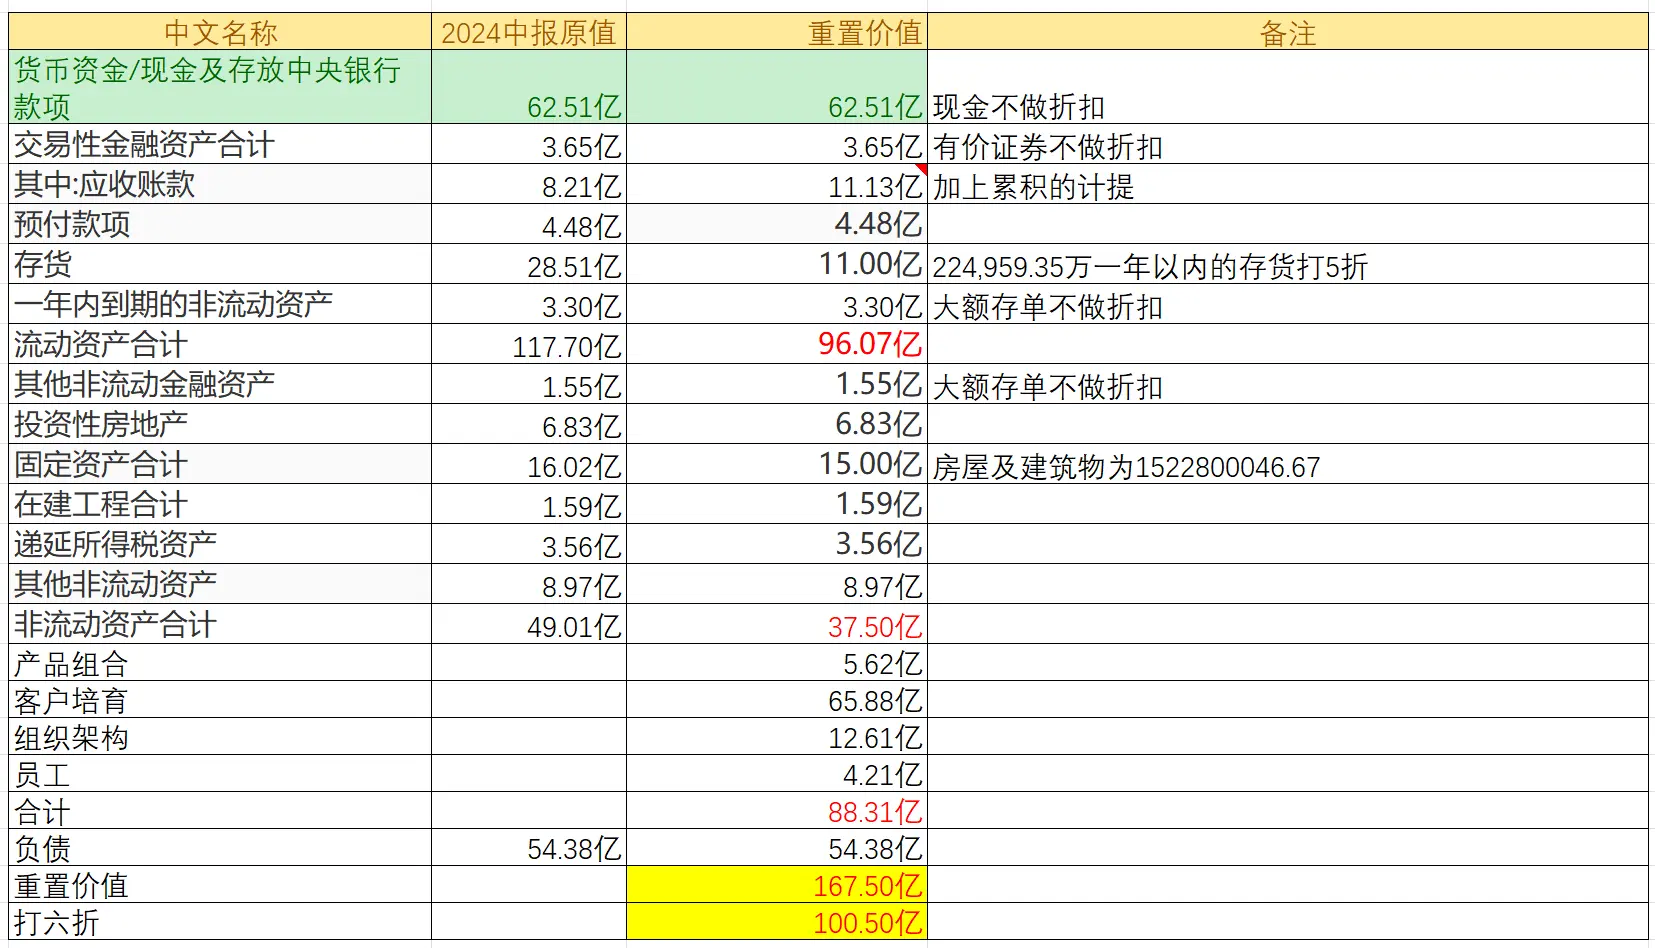 中文名称 2024中报原值 重置价值 备注
货币资金/现金及存放中央银行
款项 62.51亿 62.51亿 现金不做折扣
交易性金融资产合计 3.65亿 3.65亿 有价证券不做折扣
其中:应收账款 8.21亿 11.13亿 加上累积的计提
预付款项 4.48亿 4.48亿
存货 28.51亿 11.00亿 224,959.35万一年以内的存货打5折
一年内到期的非流动资产 3.30亿 3.30亿 大额存单不做折扣
流动资产合计 117.70亿 96.07亿
其他非流动金融资产 1.55亿 1.55亿 大额存单不做折扣
投资性房地产 6.83亿 6.83亿
固定资产合计 16.02亿 15.00亿 房屋及建筑物为1522800046.67
在建工程合计 1.59亿 1.59亿
递延所得税资产 3.56亿 3.56亿
其他非流动资产 8.97亿 8.97亿
非流动资产合计 49.01亿 37.50亿
产品组合 5.62亿
客户培育 65.88亿
组织架构 12.61亿
员工 4.21亿
合计 88.31亿
负债 54.38亿 54.38亿
重置价值 167.50亿
打六折 100.50亿